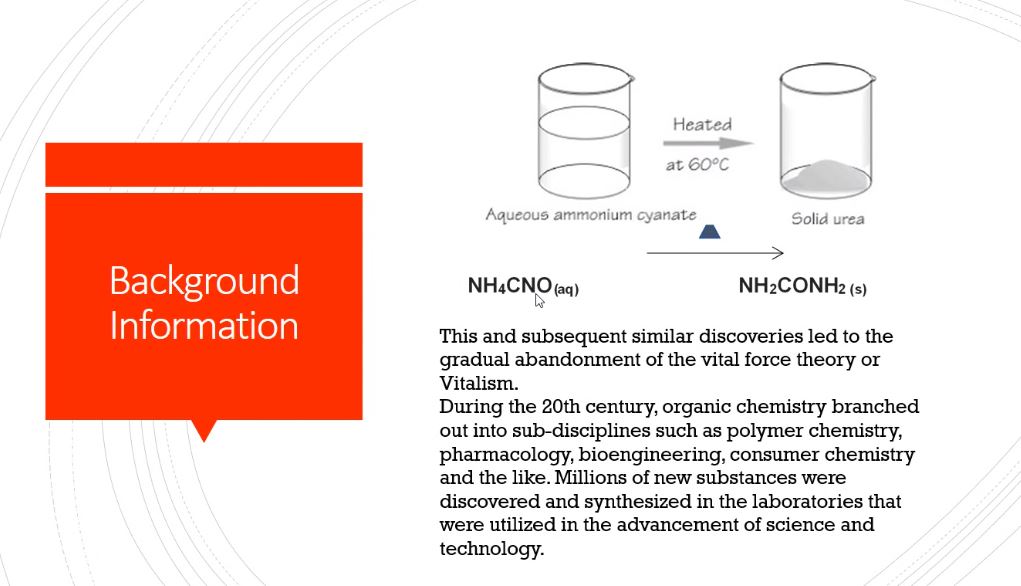 Background
Information
Heated
at 60°C
Aqueous ammonium cyanate
Solid urea
NH₄CNO(aq)
NH₂CONH₂ (s)
This and subsequent similar discoveries led to the
gradual abandonment of the vital force theory or
Vitalism.
During the 20th century, organic chemistry branched
out into sub-disciplines such as polymer chemistry,
pharmacology, bioengineering, consumer chemistry
and the like. Millions of new substances were
discovered and synthesized in the laboratories that
were utilized in the advancement of science and
technology.